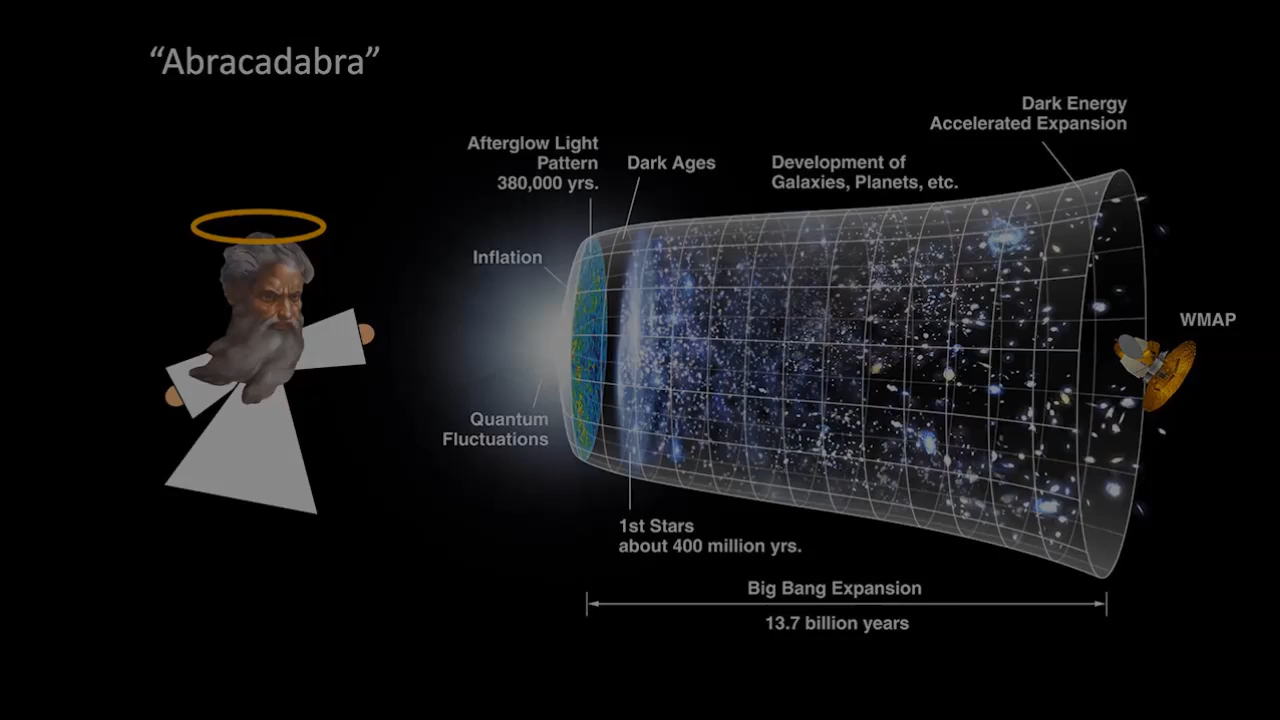 “Abracadabra”
Dark Energy
Accelerated Expansion
Afterglow Light
Pattern
380,000 yrs.
Dark Ages
Development of
Galaxies, Planets, etc.
Inflation
WMAP
Quantum
Fluctuations
1st Stars
about 400 million yrs.
Big Bang Expansion
13.7 billion years